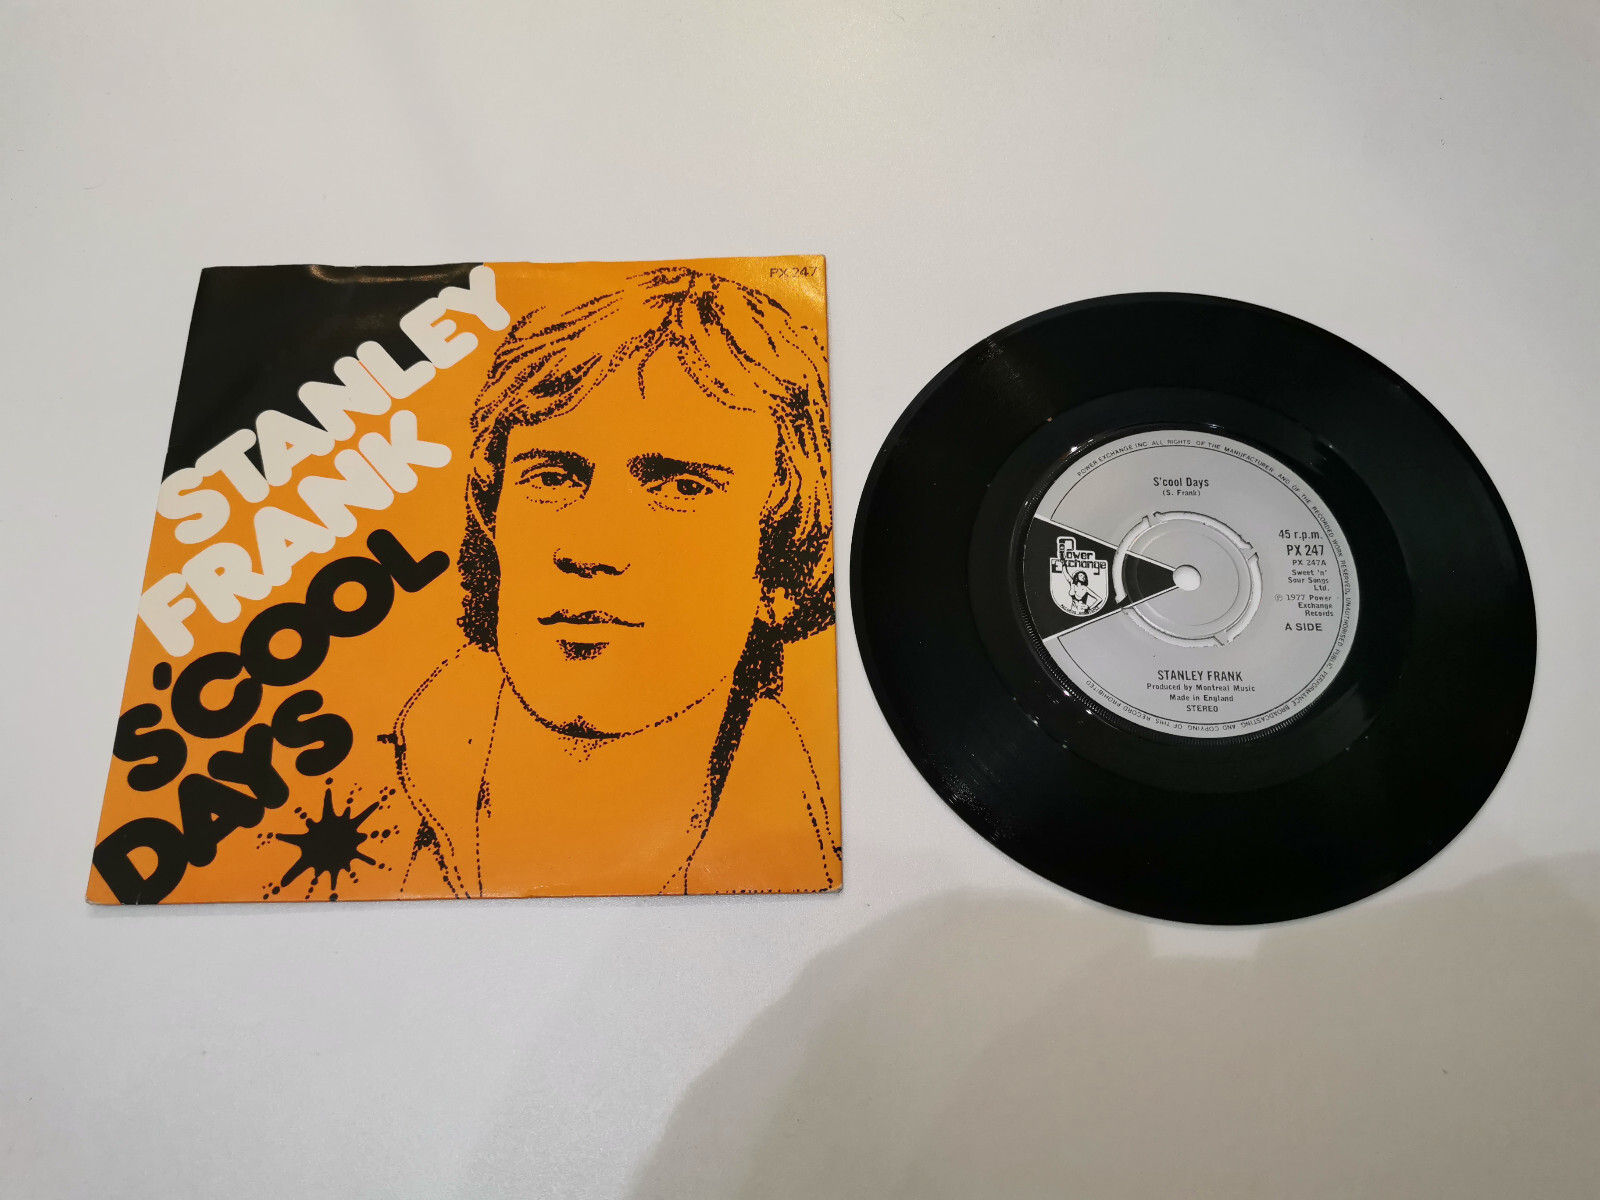 PX 247
STANLEY
FRANK
S'COOL
DAYS
POWER EXCHANGE INC. ALL RIGHTS OF THE MANUFACTURER AND OF THE RECORDED WORK RESERVED. UNAUTHORISED PUBLIC PERFORMANCE BROADCASTING AND COPYING OF THIS RECORD PROHIBITED
S'cool Days
(S. Frank)
Power
Exchange
45 r.p.m.
PX 247
PX 247A
Sweet 'n'
Sour Songs
Ltd.
℗ 1977 Power
Exchange
Records
A SIDE
STANLEY FRANK
Produced by Montreal Music
Made in England
STEREO